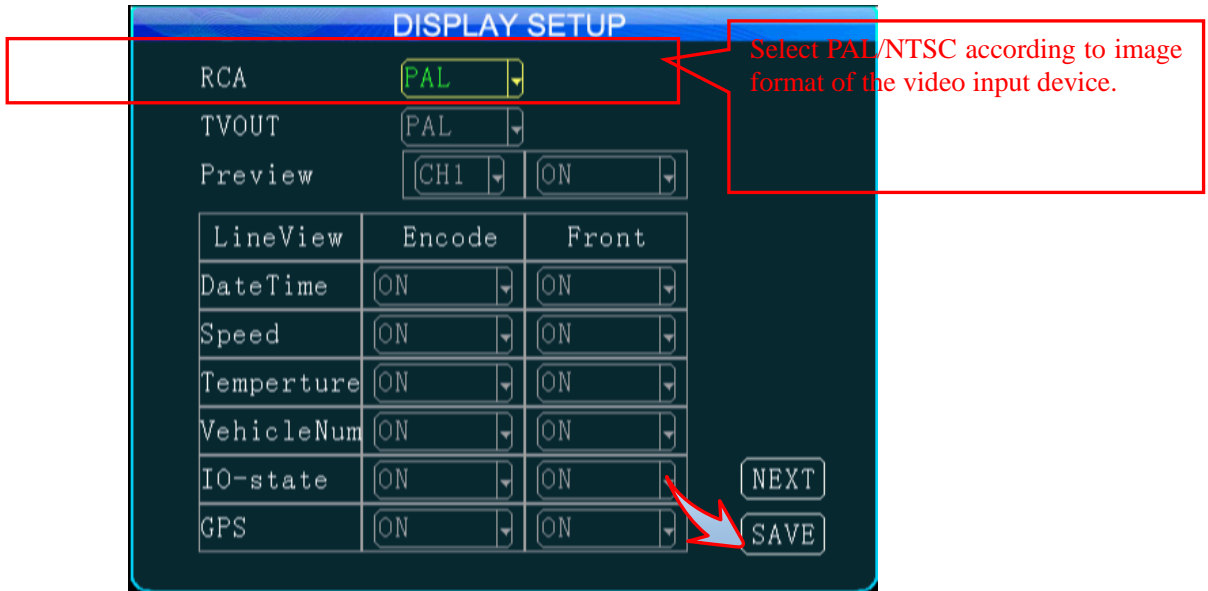 DISPLAY SETUP
Select PAL/NTSC according to image
format of the video input device.
RCA PAL
TVOUT PAL
Preview CH1 ON
LineView Encode Front
DateTime ON ON
Speed ON ON
Temperture ON ON
VehicleNum ON ON
IO-state ON ON
NEXT
GPS ON ON
SAVE